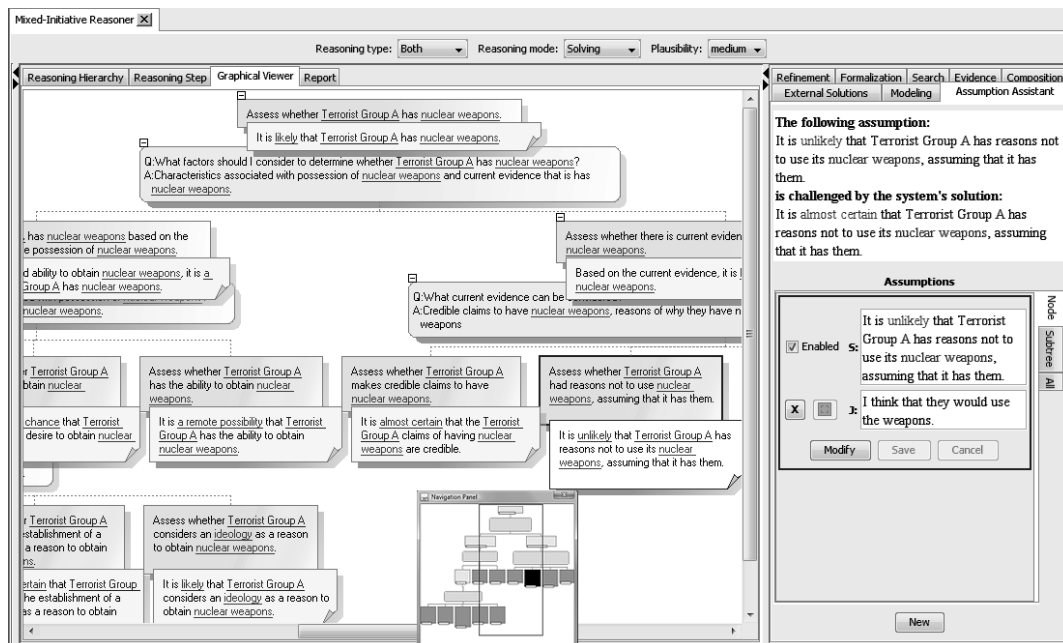 Mixed-Initiative Reasoner
Reasoning type: Both Reasoning mode: Solving Plausibility: medium
Reasoning Hierarchy Reasoning Step Graphical Viewer Report
Assess whether Terrorist Group A has nuclear weapons.
It is likely that Terrorist Group A has nuclear weapons.
Q:What factors should I consider to determine whether Terrorist Group A has nuclear weapons?
A:Characteristics associated with possession of nuclear weapons and current evidence that is has
nuclear weapons.
has nuclear weapons based on the
possession of nuclear weapons.
ability to obtain nuclear weapons, it is a
Group A has nuclear weapons.
nuclear weapons.
Assess whether there is current
nuclear weapons.
Based on the current evidence, it is
nuclear weapons.
Q:What current evidence can be
A:Credible claims to have nuclear weapons, reasons of why they have
weapons
Terrorist Group A
obtain nuclear
chance that Terrorist
desire to obtain nuclear
Assess whether Terrorist Group A
has the ability to obtain nuclear
weapons.
It is a remote possibility that Terrorist
Group A has the ability to obtain
nuclear weapons.
Assess whether Terrorist Group A
makes credible claims to have
nuclear weapons.
It is almost certain that the Terrorist
Group A claims of having nuclear
weapons are credible.
Assess whether Terrorist Group A
had reasons not to use nuclear
weapons, assuming that it has them.
It is unlikely that Terrorist Group A has
reasons not to use its nuclear
weapons, assuming that it has them.
Terrorist Group A
establishment of a
a reason to obtain
that Terrorist Group
the establishment of a
as a reason to obtain
Assess whether Terrorist Group A
considers an ideology as a reason
to obtain nuclear weapons.
It is likely that Terrorist Group A
considers an ideology as a reason to
obtain nuclear weapons.
Navigation Panel
Refinement Formalization Search Evidence Composition
External Solutions Modeling Assumption Assistant
The following assumption:
It is unlikely that Terrorist Group A has reasons not
to use its nuclear weapons, assuming that it has
them.
is challenged by the system's solution:
It is almost certain that Terrorist Group A has
reasons not to use its nuclear weapons, assuming
that it has them.
Assumptions
Enabled S: It is unlikely that Terrorist
Group A has reasons not to
use its nuclear weapons,
assuming that it has them.
X J: I think that they would use
the weapons.
Modify Save Cancel
Node
Subtree
All
New